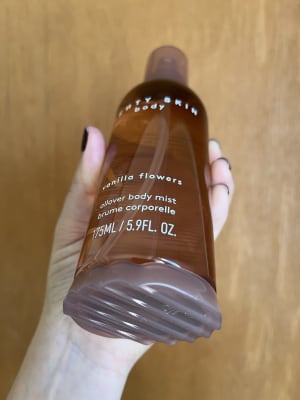 SKIN
body
vanilla flowers
allover body mist
brume corporelle
175ML / 5.9FL. OZ.